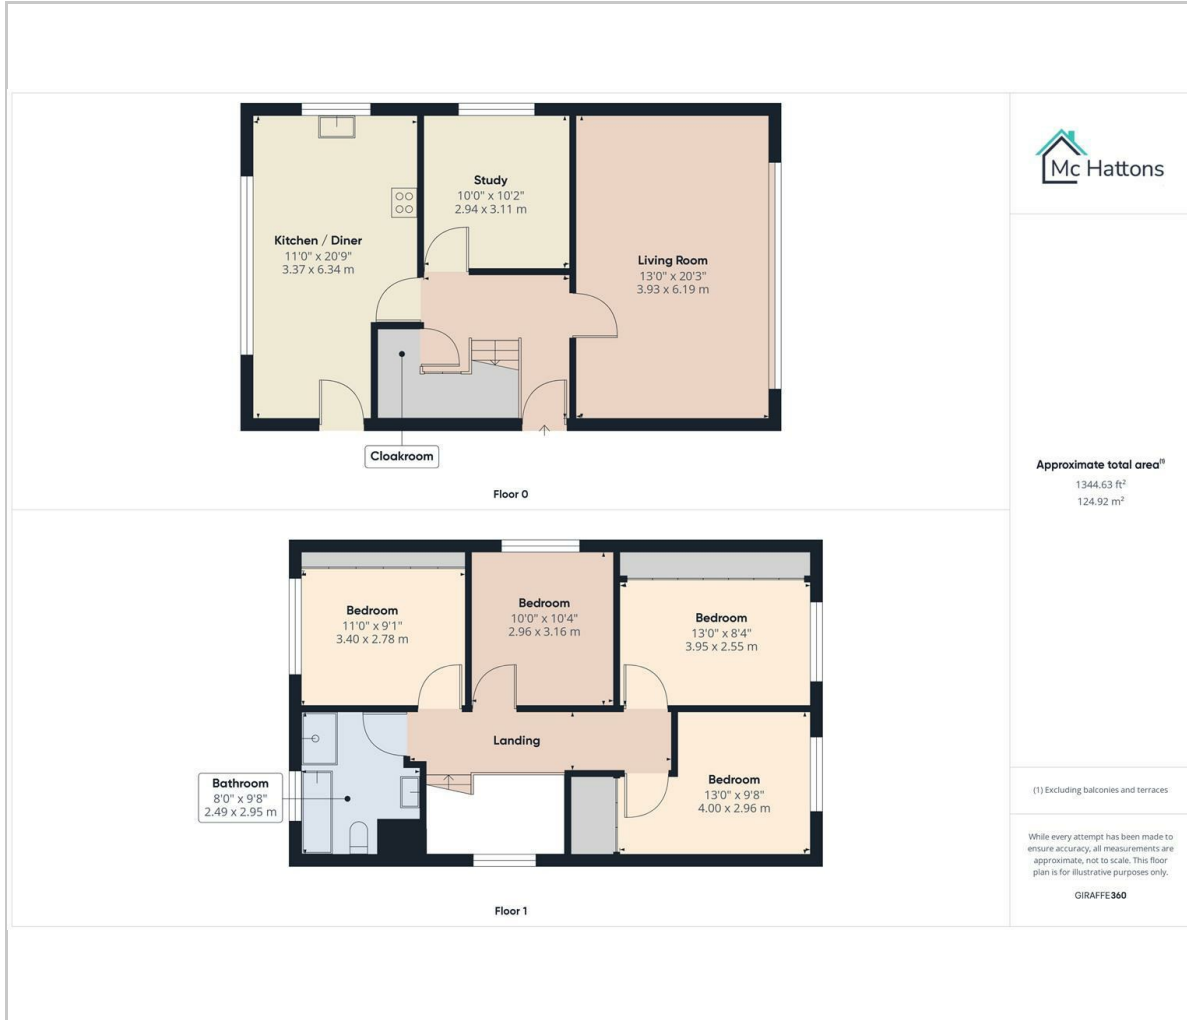 Study
10'0" x 10'2"
2.94 x 3.11 m
Kitchen / Diner
11'0" x 20'9"
3.37 x 6.34 m
Living Room
13'0" x 20'3"
3.93 x 6.19 m
Cloakroom
Floor 0
Bedroom
11'0" x 9'1"
3.40 x 2.78 m
Bedroom
10'0" x 10'4"
2.96 x 3.16 m
Bedroom
13'0" x 8'4"
3.95 x 2.55 m
Landing
Bathroom
8'0" x 9'8"
2.49 x 2.95 m
Bedroom
13'0" x 9'8"
4.00 x 2.96 m
Floor 1
Mc Hattons
Approximate total area⁽¹⁾
1344.63 ft²
124.92 m²
(1) Excluding balconies and terraces
While every attempt has been made to
ensure accuracy, all measurements are
approximate, not to scale. This floor
plan is for illustrative purposes only.
GIRAFFE360